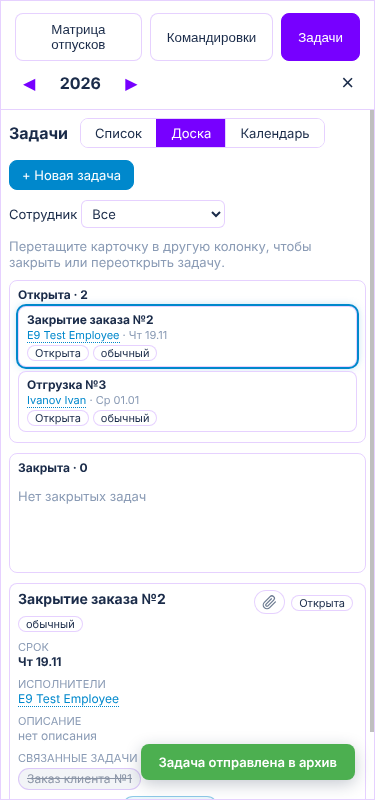 Матрица
отпусков
Командировки
Задачи
◀ 2026 ▶ ×
Задачи
Список
Доска
Календарь
+ Новая задача
Сотрудник Все
Перетащите карточку в другую колонку, чтобы
закрыть или переоткрыть задачу.
Открыта · 2
Закрытие заказа №2
E9 Test Employee · Чт 19.11
Открыта обычный
Отгрузка №3
Ivanov Ivan · Ср 01.01
Открыта обычный
Закрыта · 0
Нет закрытых задач
Закрытие заказа №2
Открыта
обычный
СРОК
Чт 19.11
ИСПОЛНИТЕЛИ
E9 Test Employee
ОПИСАНИЕ
нет описания
СВЯЗАННЫЕ ЗАДАЧИ
Задача отправлена в архив
Заказ клиента №1